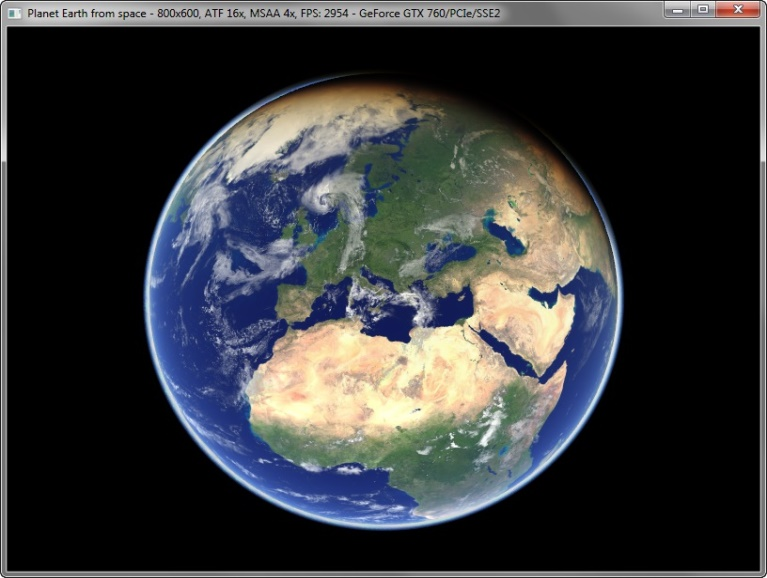 Planet Earth from space - 800x600, ATF 16x, MSAA 4x, FPS: 2954 - GeForce GTX 760/PCIe/SSE2